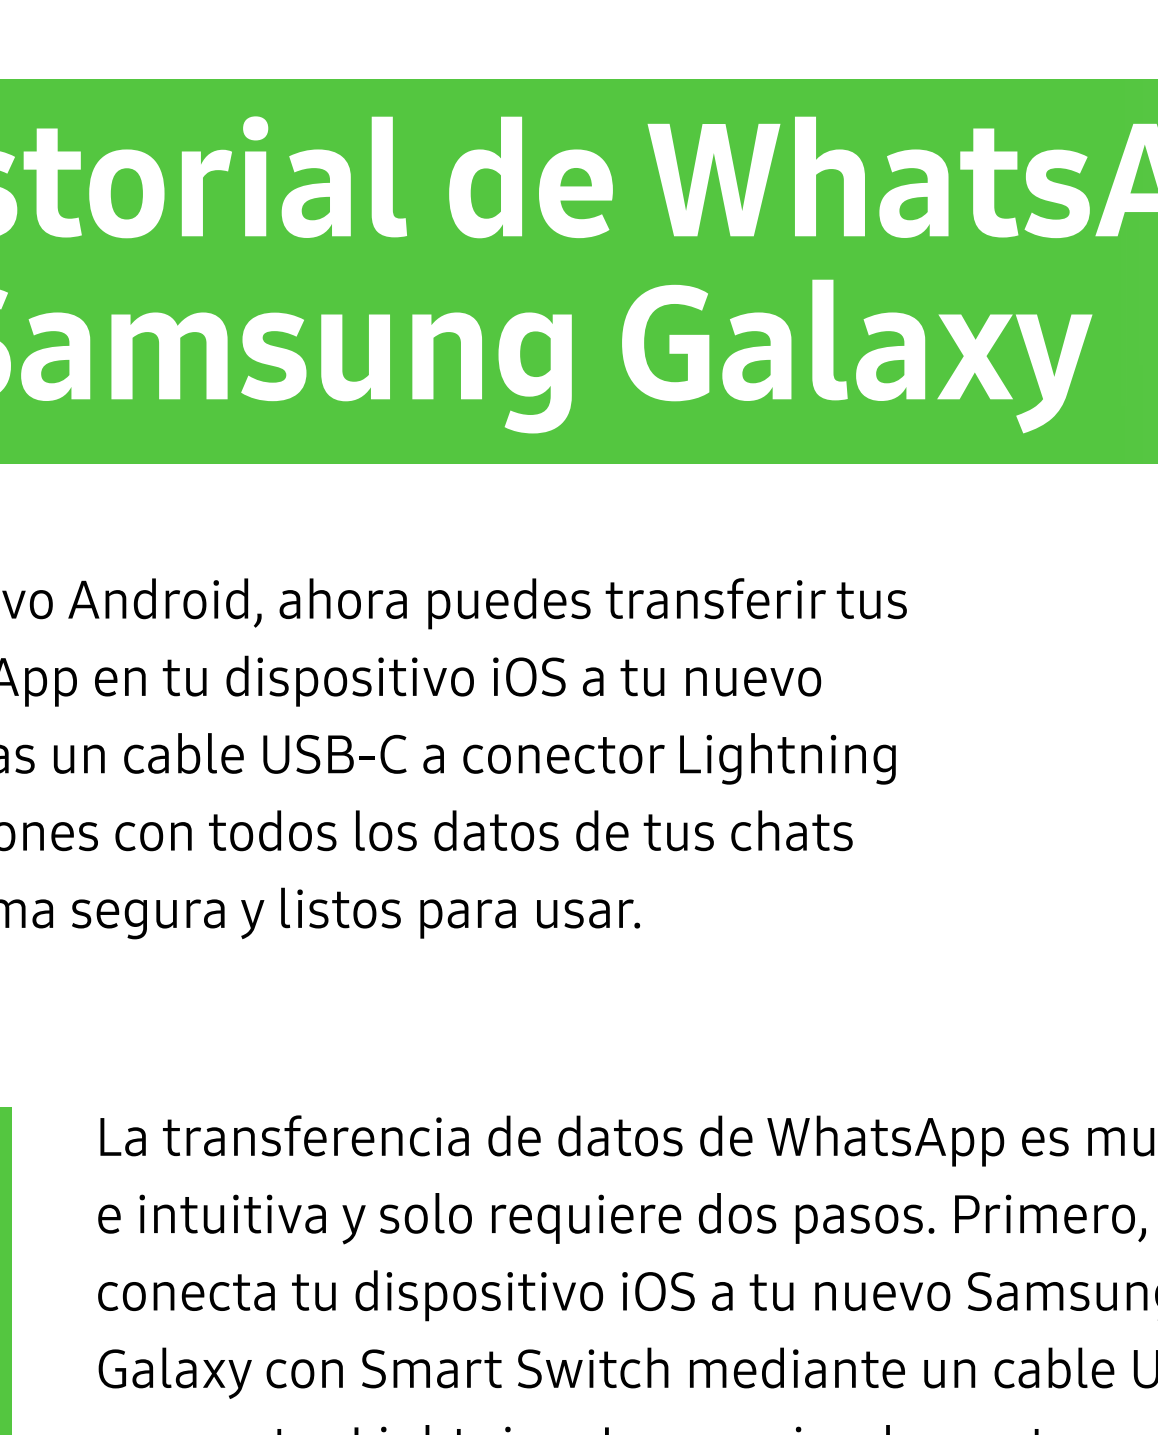 storial de WhatsA
Samsung Galaxy
vo Android, ahora puedes transferir tus
App en tu dispositivo iOS a tu nuevo
as un cable USB-C a conector Lightning
ones con todos los datos de tus chats
ma segura y listos para usar.
La transferencia de datos de WhatsApp es mu
e intuitiva y solo requiere dos pasos. Primero,
conecta tu dispositivo iOS a tu nuevo Samsung
Galaxy con Smart Switch mediante un cable U